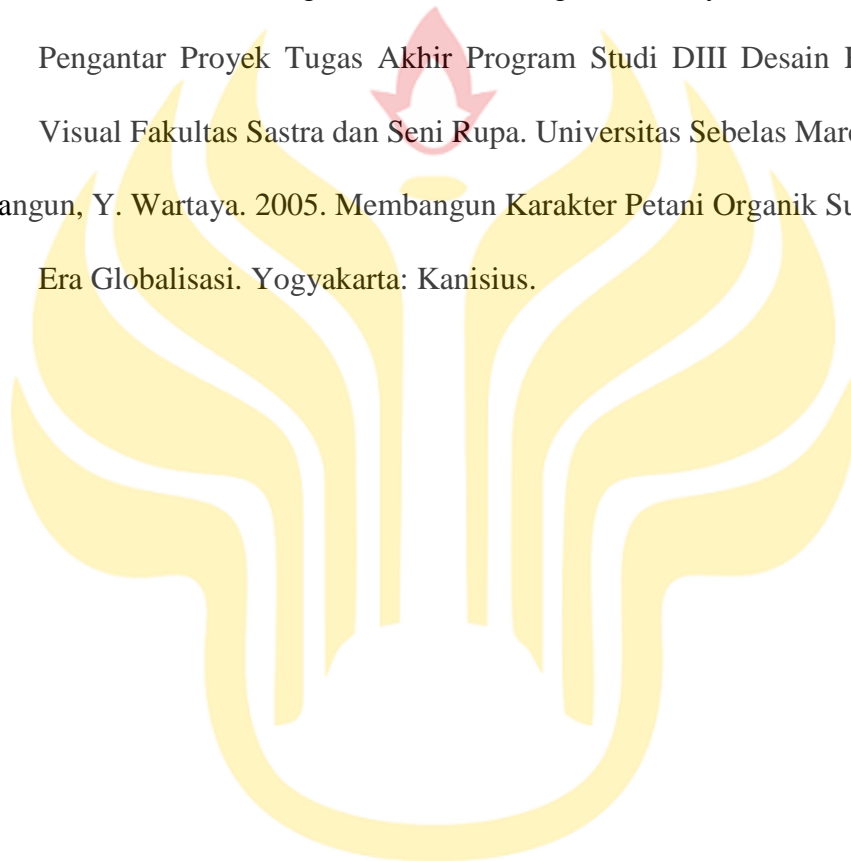 Pengantar Proyek Tugas Akhir Program Studi DIII Desain
Visual Fakultas Sastra dan Seni Rupa. Universitas Sebelas
angun, Y. Wartaya. 2005. Membangun Karakter Petani Organik
Era Globalisasi. Yogyakarta: Kanisius.